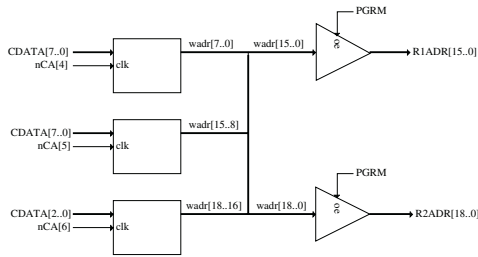 PGRM
wadr[7..0] wadr[15..0]
oe
CDATA[7..0]
R1ADR[15..0]
nCA[4]
clk
wadr[15..8]
CDATA[7..0]
nCA[5]
clk
PGRM
wadr[18..16] wadr[18..0]
oe
CDATA[2..0]
R2ADR[18..0]
nCA[6]
clk